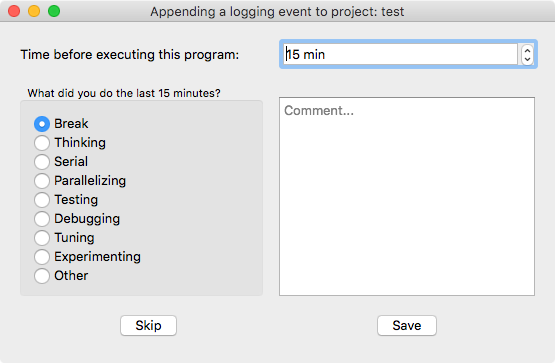 Appending a logging event to project: test
Time before executing this program:
15 min
What did you do the last 15 minutes?
Break
Thinking
Serial
Parallelizing
Testing
Debugging
Tuning
Experimenting
Other
Comment...
Skip
Save